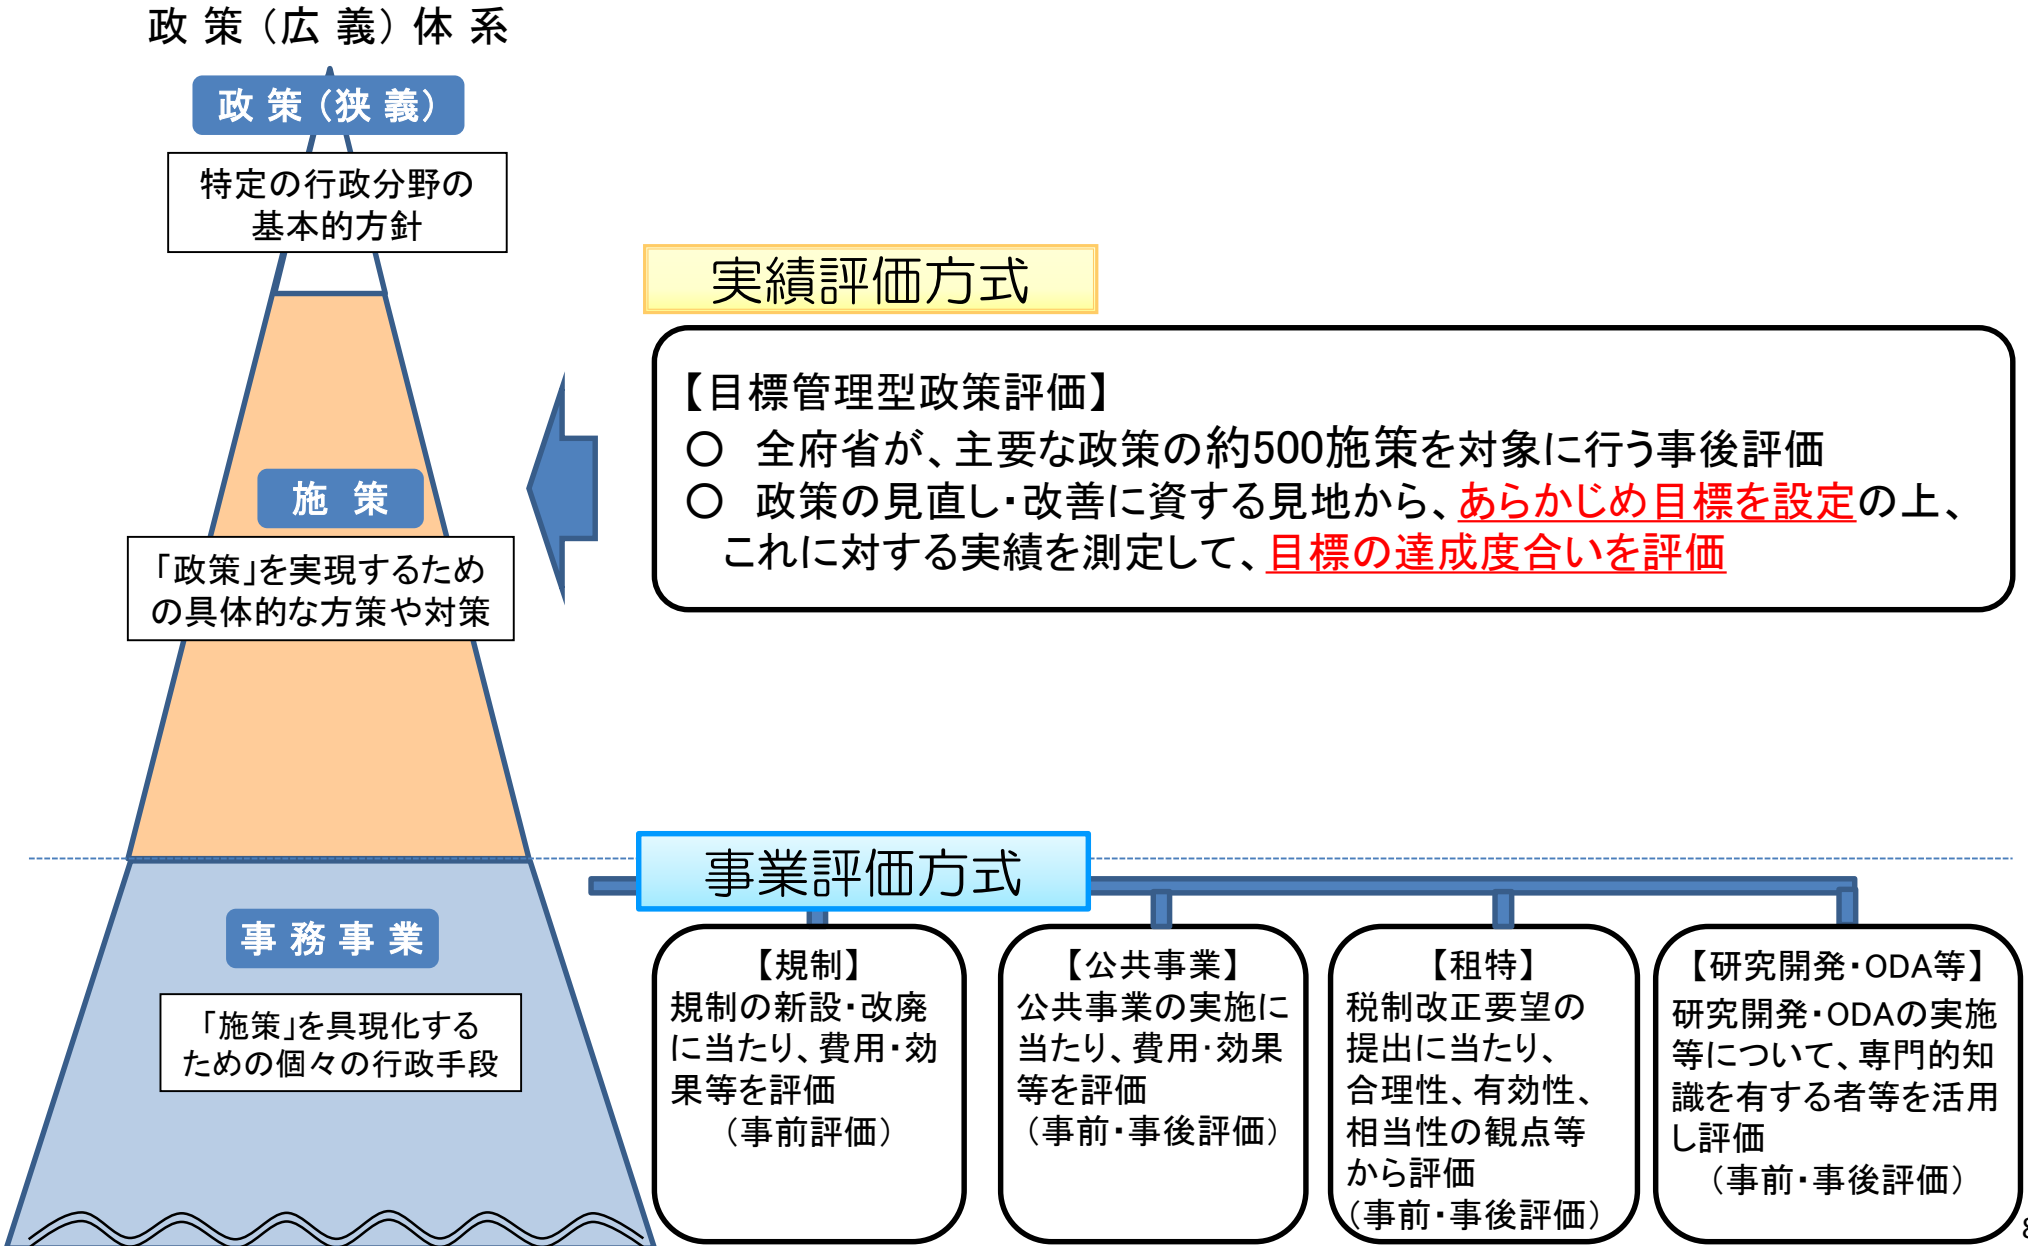 政策（広義）体系
政策（狭義）
特定の行政分野の
基本的方針
施策
「政策」を実現するため
の具体的な方策や対策
事務事業
「施策」を具現化する
ための個々の行政手段
実績評価方式
【目標管理型政策評価】
○　全府省が、主要な政策の約500施策を対象に行う事後評価
○　政策の見直し・改善に資する見地から、あらかじめ目標を設定の上、
これに対する実績を測定して、目標の達成度合いを評価
事業評価方式
【規制】
規制の新設・改廃
に当たり、費用・効
果等を評価
（事前評価）
【公共事業】
公共事業の実施に
当たり、費用・効果
等を評価
（事前・事後評価）
【租特】
税制改正要望の
提出に当たり、
合理性、有効性、
相当性の観点等
から評価
（事前・事後評価）
【研究開発・ODA等】
研究開発・ODAの実施
等について、専門的知
識を有する者等を活用
し評価
（事前・事後評価）